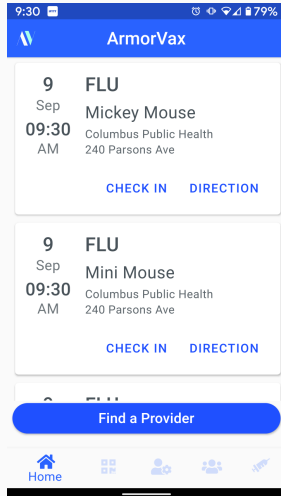 9:30
79%
ArmorVax
9 FLU
Sep Mickey Mouse
09:30 Columbus Public Health
AM 240 Parsons Ave
CHECK IN DIRECTION
9 FLU
Sep Mini Mouse
09:30 Columbus Public Health
AM 240 Parsons Ave
CHECK IN DIRECTION
Find a Provider
Home